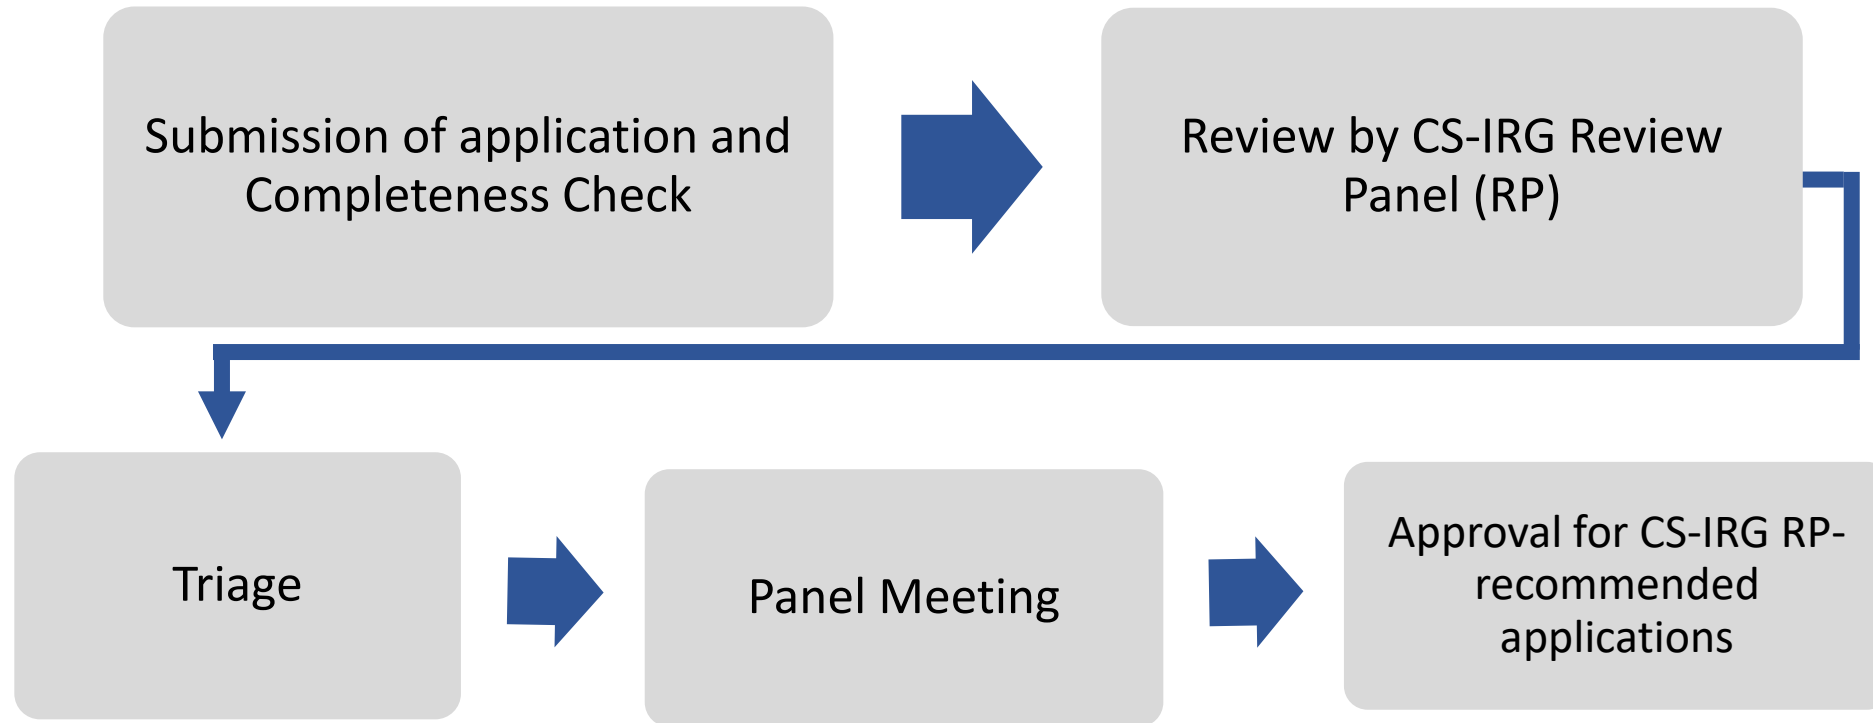 Submission of application and
Completeness Check
Review by CS-IRG Review
Panel (RP)
Triage
Panel Meeting
Approval for CS-IRG RP-
recommended
applications